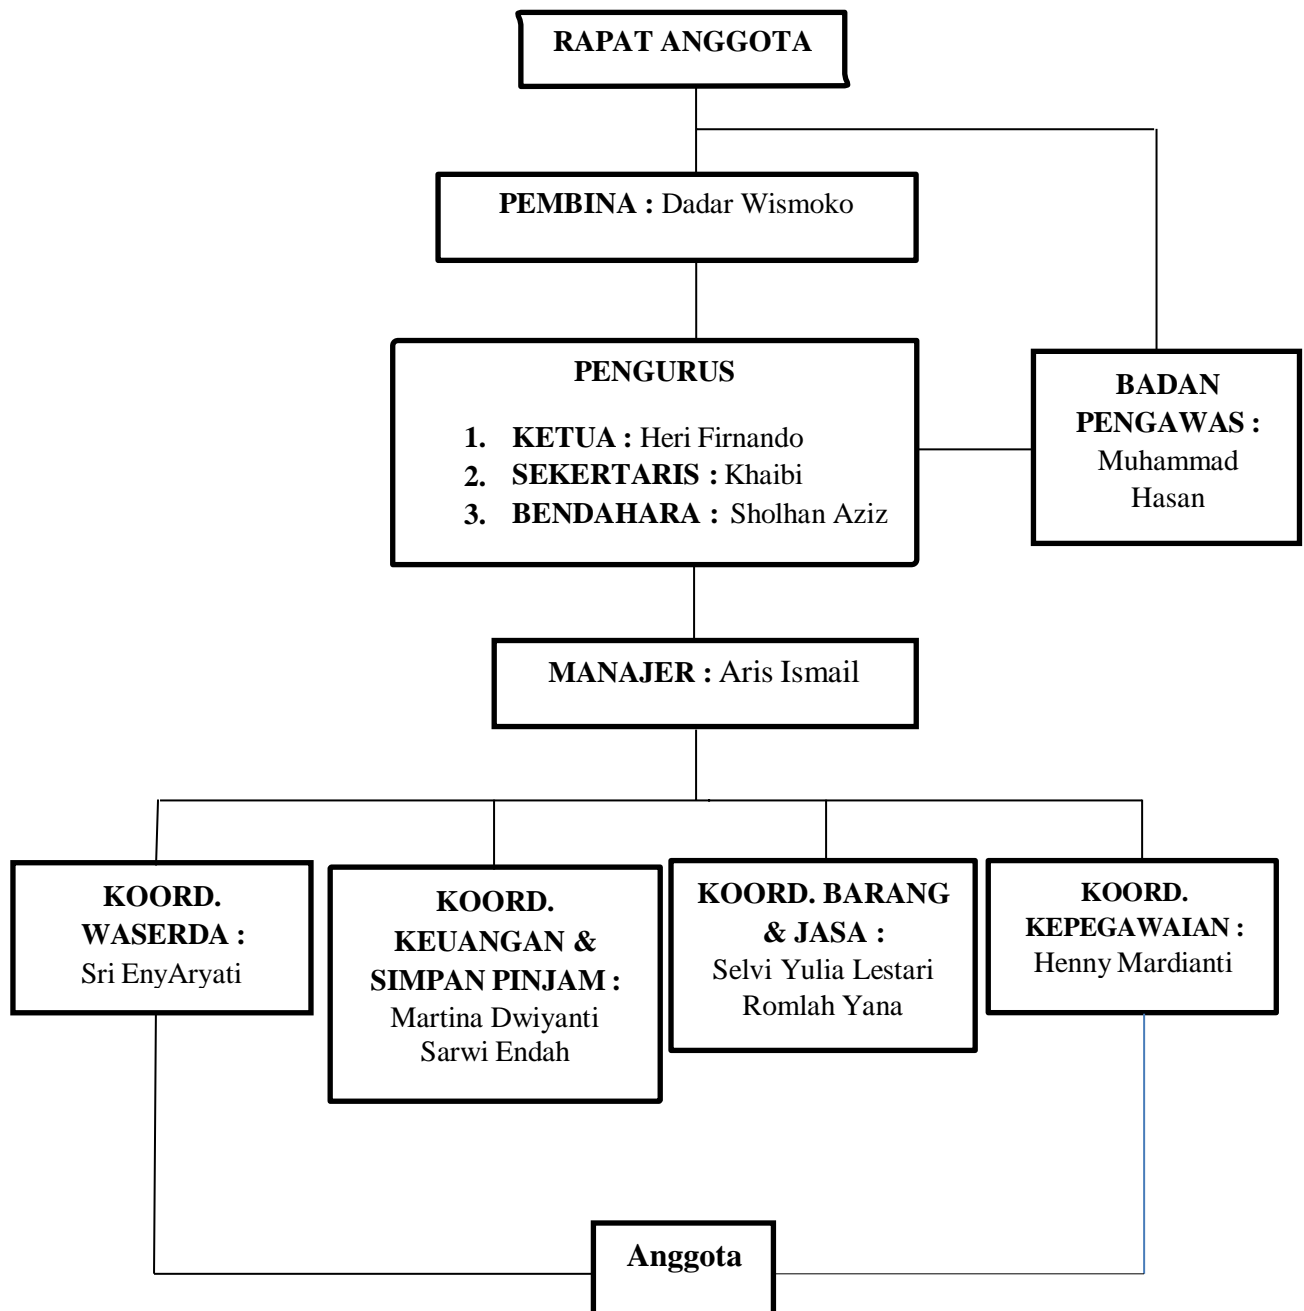 RAPAT ANGGOTA
PEMBINA : Dadar Wismoko
PENGURUS
1. KETUA : Heri Firnando
2. SEKERTARIS : Khaibi
3. BENDAHARA : Sholhan Aziz
BADAN
PENGAWAS :
Muhammad
Hasan
MANAJER : Aris Ismail
KOORD.
WASERDA :
Sri EnyAryati
KOORD.
KEUANGAN &
SIMPAN PINJAM :
Martina Dwiyanti
Sarwi Endah
KOORD. BARANG
& JASA :
Selvi Yulia Lestari
Romlah Yana
KOORD.
KEPEGAWAIAN :
Henny Mardianti
Anggota